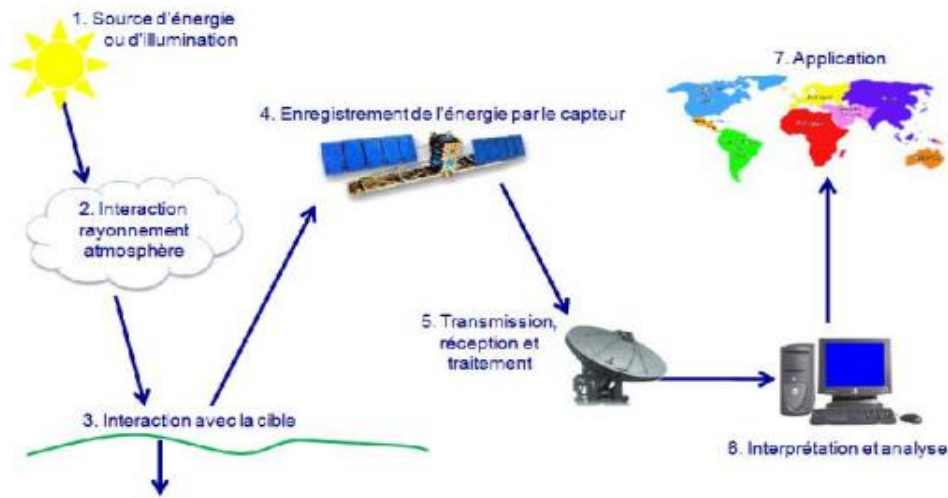 1. Source d'énergie
ou d'illumination
2. Interaction
rayonnement
atmosphère
3. Interaction avec la cible
4. Enregistrement de l'énergie par le capteur
5. Transmission,
réception et
traitement
6. Interprétation et analyse
7. Application